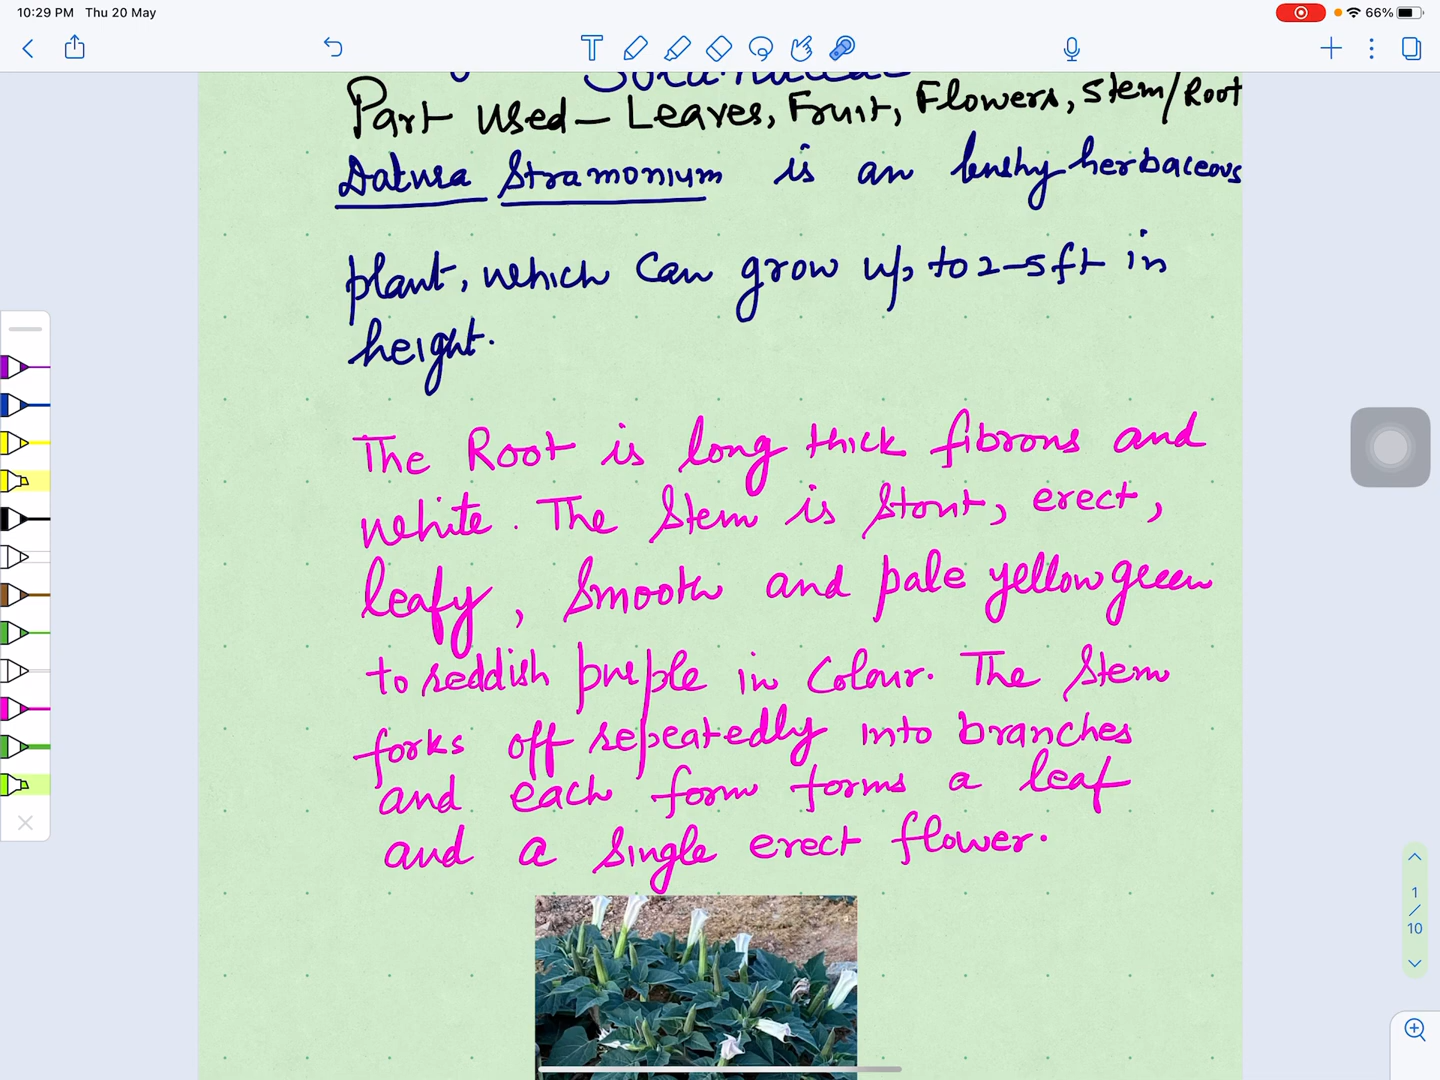 10:29 PM Thu 20 May
66%
Part used - Leaves, Fruit, Flowers, Stem/Root
Datura Stramonium is an bushy herbaceous
plant, which can grow up to 2-5ft in
height.
The Root is long thick fibrous and
white. The Stem is Stout, erect,
leafy, Smooth and pale yellow green
to reddish purple in Colour. The Stem
forks off repeatedly into branches
and each form forms a leaf
and a Single erect flower.
1
/
10